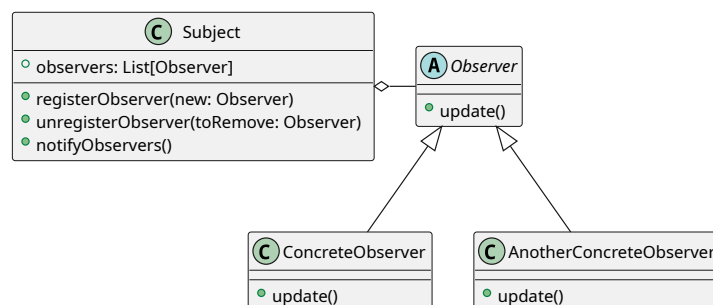 C Subject
observers: List[Observer]
registerObserver(new: Observer)
unregisterObserver(toRemove: Observer)
notifyObservers()
A Observer
update()
C ConcreteObserver
update()
C AnotherConcreteObserver
update()